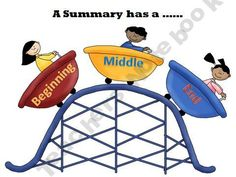 A Summary has a ......
Beginning
Middle
End